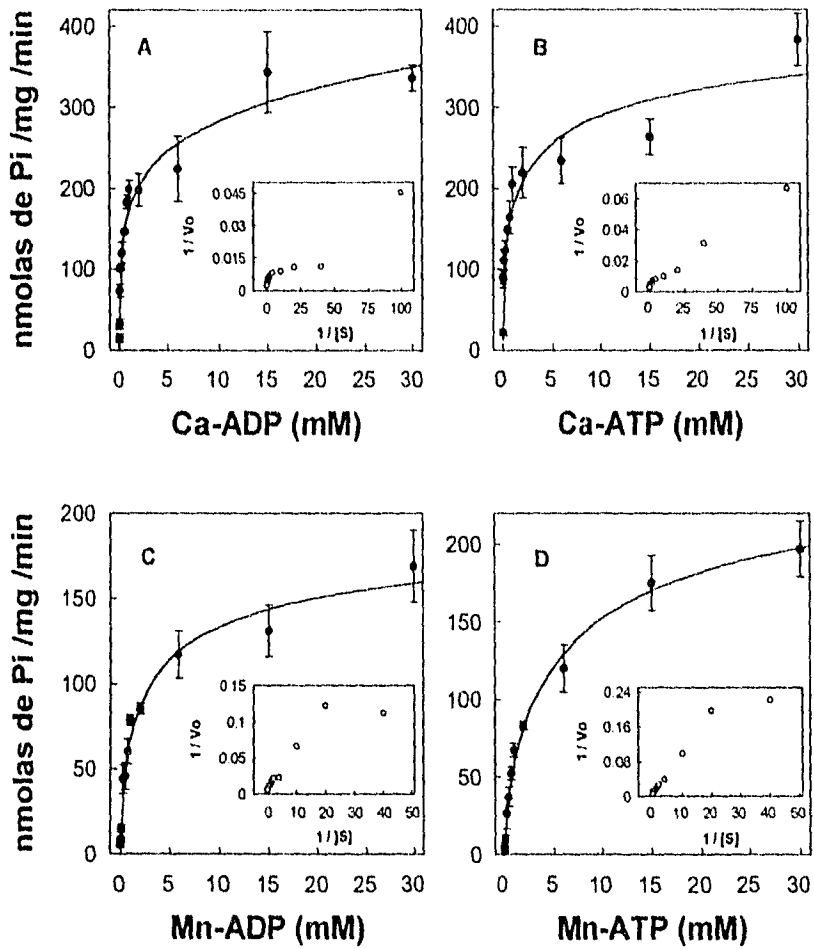 nmolas de Pi /mg /min
A
400
300
200
100
0
0.045
0.015
0
1 / Vo
0 25 50 75 100
1 / [S]
0 5 10 15 20 25 30
Ca-ADP (mM)
B
400
300
200
100
0
0.06
0.04
0.02
0
1 / Vo
0 25 50 75 100
1 / [S]
0 5 10 15 20 25 30
Ca-ATP (mM)
nmolas de Pi /mg /min
C
200
150
100
50
0
0.15
0.1
0.05
0
1 / Vo
0 10 20 30 40 50
1 / [S]
0 5 10 15 20 25 30
Mn-ADP (mM)
D
200
150
100
50
0
0.24
0.16
0.08
0
1 / Vo
0 10 20 30 40 50
1 / [S]
0 5 10 15 20 25 30
Mn-ATP (mM)